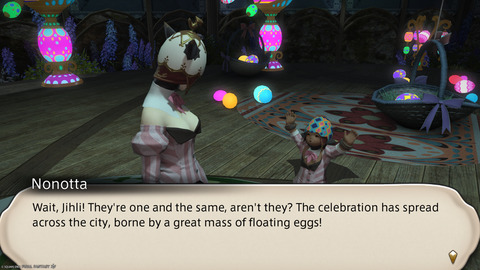 Nonotta
Wait, Jihli! They're one and the same, aren't they? The celebration has spread
across the city, borne by a great mass of floating eggs!